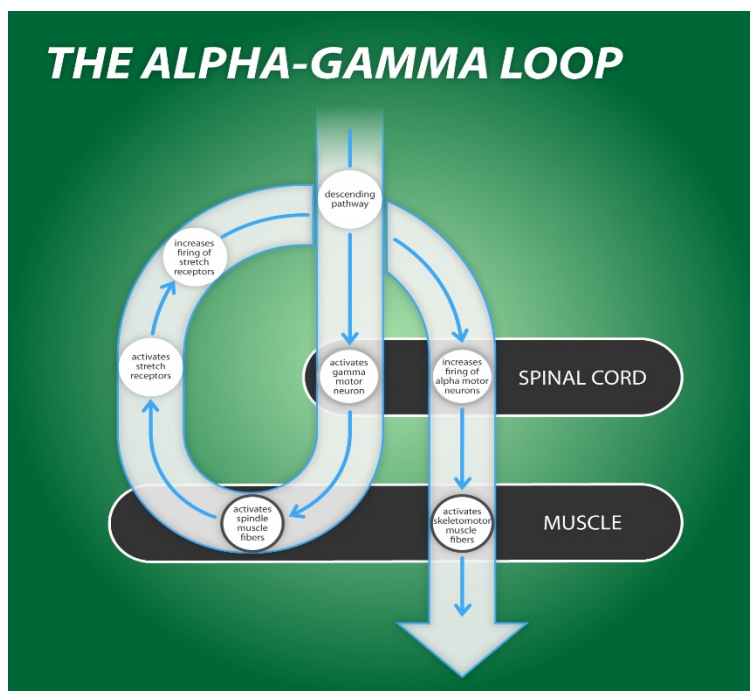 THE ALPHA-GAMMA LOOP
descending
pathway
increases
firing of
stretch
receptors
activates
stretch
receptors
activates
gamma
motor
neuron
increases
firing of
alpha motor
neurons
SPINAL CORD
activates
spindle
muscle
fibers
activates
skeletomotor
muscle
fibers
MUSCLE